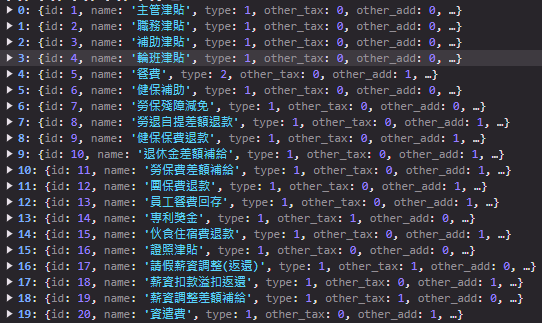 0: {id: 1, name: '主管津貼', type: 1, other_tax: 0, other_add: 0, …}
1: {id: 2, name: '職務津貼', type: 1, other_tax: 0, other_add: 0, …}
2: {id: 3, name: '補助津貼', type: 1, other_tax: 0, other_add: 0, …}
3: {id: 4, name: '輪班津貼', type: 1, other_tax: 0, other_add: 0, …}
4: {id: 5, name: '餐費', type: 2, other_tax: 0, other_add: 1, …}
5: {id: 6, name: '健保補助', type: 1, other_tax: 0, other_add: 0, …}
6: {id: 7, name: '勞保殘障減免', type: 1, other_tax: 0, other_add: 0, …}
7: {id: 8, name: '勞退自提差額退款', type: 1, other_tax: 0, other_add: 1, …}
8: {id: 9, name: '健保保費退款', type: 1, other_tax: 0, other_add: 1, …}
9: {id: 10, name: '退休金差額補給', type: 1, other_tax: 0, other_add: 1, …}
10: {id: 11, name: '勞保費差額補給', type: 1, other_tax: 0, other_add: 1, …}
11: {id: 12, name: '團保費退款', type: 1, other_tax: 0, other_add: 1, …}
12: {id: 13, name: '員工餐費回存', type: 1, other_tax: 0, other_add: 1, …}
13: {id: 14, name: '專利獎金', type: 1, other_tax: 0, other_add: 1, …}
14: {id: 15, name: '伙食住宿費退款', type: 1, other_tax: 0, other_add: 1, …}
15: {id: 16, name: '證照津貼', type: 1, other_tax: 0, other_add: 0, …}
16: {id: 17, name: '請假薪資調整(返還)', type: 1, other_tax: 1, other_add: 0, …}
17: {id: 18, name: '薪資扣款溢扣返還', type: 1, other_tax: 0, other_add: 1, …}
18: {id: 19, name: '薪資調整差額補給', type: 1, other_tax: 1, other_add: 0, …}
19: {id: 20, name: '資遣費', type: 1, other_tax: 0, other_add: 1, …}